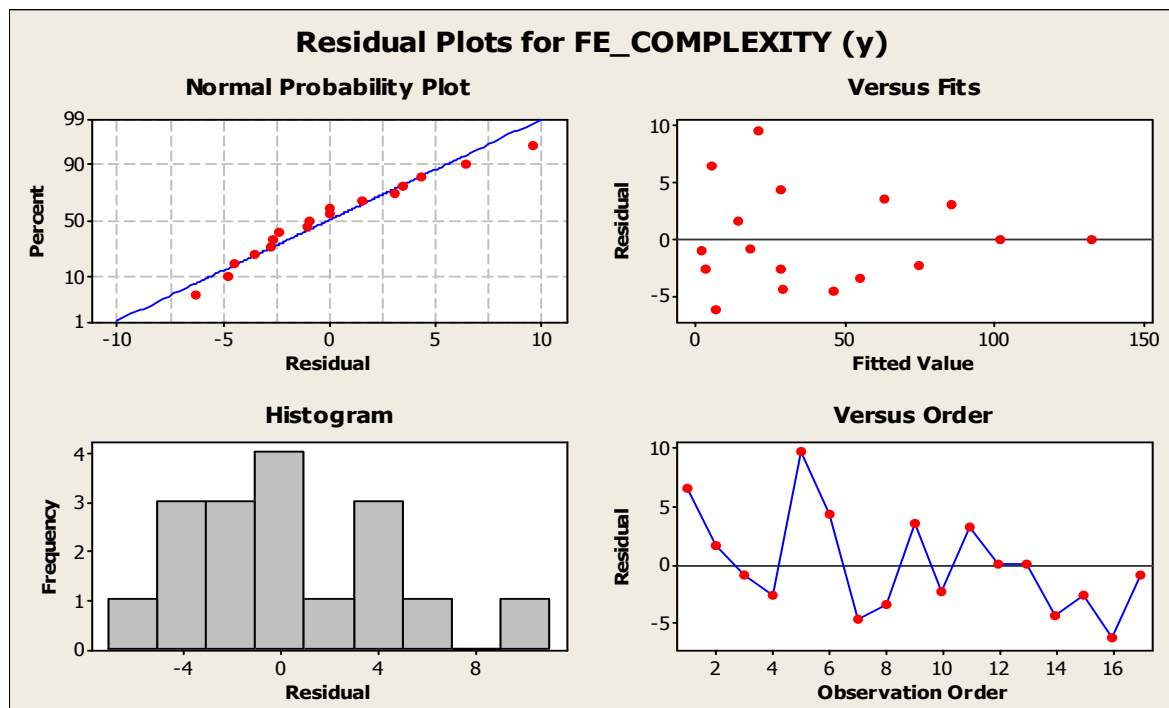 Residual Plots for FE_COMPLEXITY (y)
Normal Probability Plot
99
90
50
10
1
Percent
-10 -5 0 5 10
Residual
Versus Fits
10
5
0
-5
Residual
0 50 100 150
Fitted Value
Histogram
4
3
2
1
0
Frequency
-4 0 4 8
Residual
Versus Order
10
5
0
-5
Residual
2 4 6 8 10 12 14 16
Observation Order